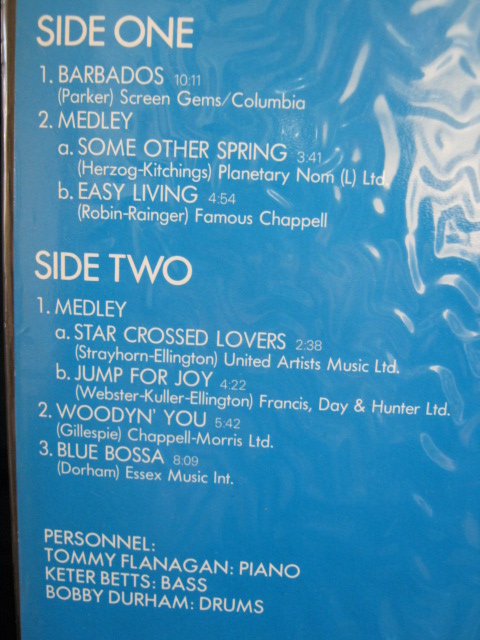 SIDE ONE
1. BARBADOS 10:11
(Parker) Screen Gems/Columbia
2. MEDLEY
a. SOME OTHER SPRING 3:41
(Herzog-Kitchings) Planetary Nom (L) Ltd.
b. EASY LIVING 4:54
(Robin-Rainger) Famous Chappell
SIDE TWO
1. MEDLEY
a. STAR CROSSED LOVERS 2:38
(Strayhorn-Ellington) United Artists Music Ltd.
b. JUMP FOR JOY 4:22
(Webster-Kuller-Ellington) Francis, Day & Hunter Ltd.
2. WOODYN' YOU 5:42
(Gillespie) Chappell-Morris Ltd.
3. BLUE BOSSA 8:09
(Dorham) Essex Music Int.
PERSONNEL:
TOMMY FLANAGAN: PIANO
KETER BETTS: BASS
BOBBY DURHAM: DRUMS